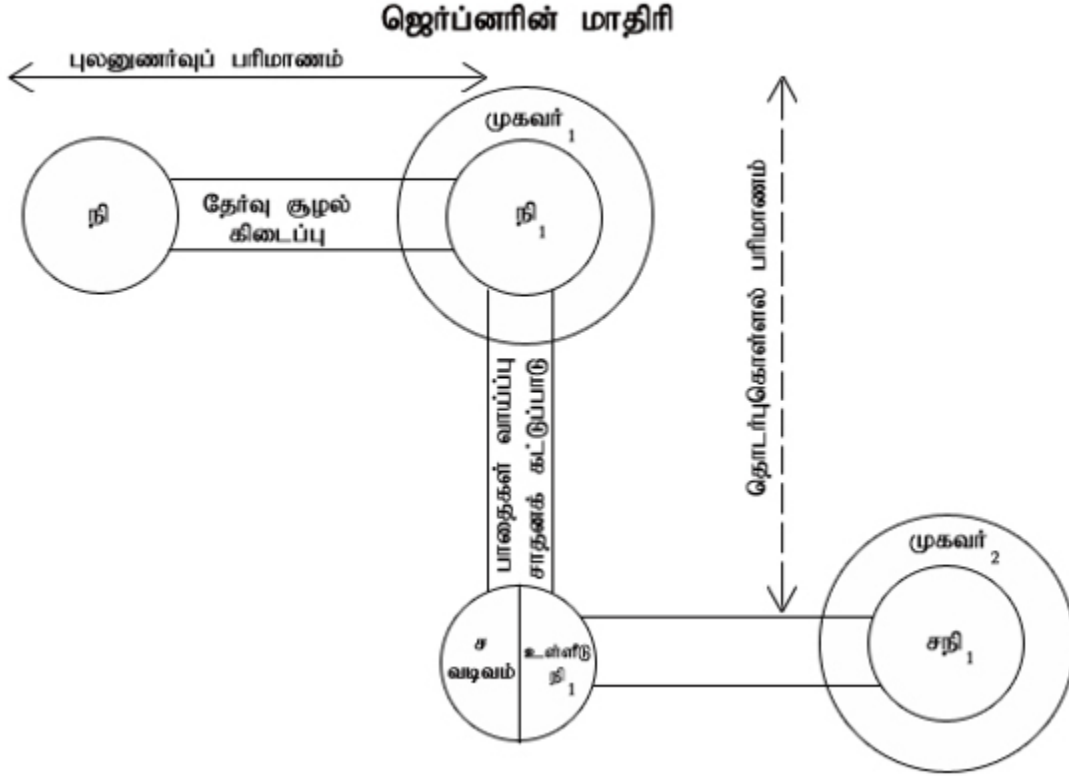 ஜெர்ப்னரின் மாதிரி
புலனுணர்வுப் பரிமாணம்
முகவர் 1
நி
தேர்வு சூழல்
கிடைப்பு
நி 1
தொடர்புகொள்ளல் பரிமாணம்
பாதைகள் வாய்ப்பு
சாதனக் கட்டுப்பாடு
முகவர் 2
சநி 1
ச
வடிவம்
உள்ளீடு
நி 1